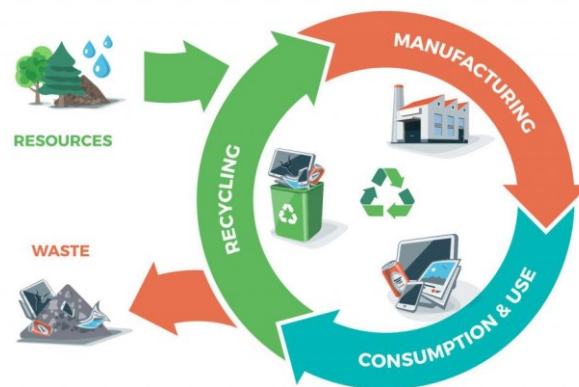 MANUFACTURING
RESOURCES
RECYCLING
WASTE
CONSUMPTION & USE